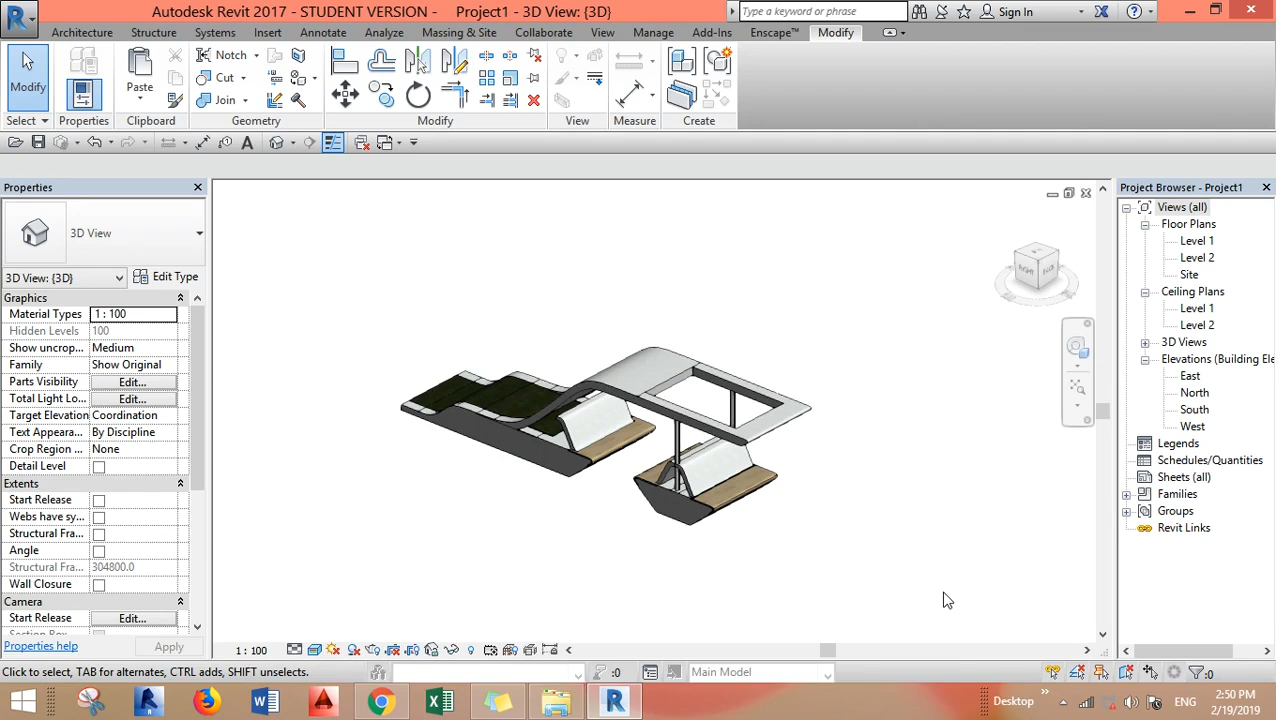 Autodesk Revit 2017 - STUDENT VERSION - Project1 - 3D View: {3D}
Type a keyword or phrase
Sign In
Architecture Structure Systems Insert Annotate Analyze Massing & Site Collaborate View Manage Add-Ins Enscape™ Modify
Modify
Paste
Notch
Cut
Join
Select Properties Clipboard Geometry Modify View Measure Create
Properties
3D View
3D View: {3D}
Edit Type
Graphics
Material Types 1 : 100
Hidden Levels 100
Show uncrop... Medium
Family Show Original
Parts Visibility Edit...
Total Light Lo... Edit...
Target Elevation Coordination
Text Appeara... By Discipline
Crop Region None
Detail Level
Extents
Start Release
Webs have sy...
Structural Fra...
Angle
Structural Fra... 304800.0
Wall Closure
Camera
Start Release Edit...
Section Box
Properties help
Apply
1 : 100
Project Browser - Project1
Views (all)
Floor Plans
Level 1
Level 2
Site
Ceiling Plans
Level 1
Level 2
3D Views
Elevations (Building Ele
East
North
South
West
Legends
Schedules/Quantities
Sheets (all)
Families
Groups
Revit Links
Click to select, TAB for alternates, CTRL adds, SHIFT unselects.
:0
Main Model
:0
Desktop
ENG
2:50 PM
2/19/2019